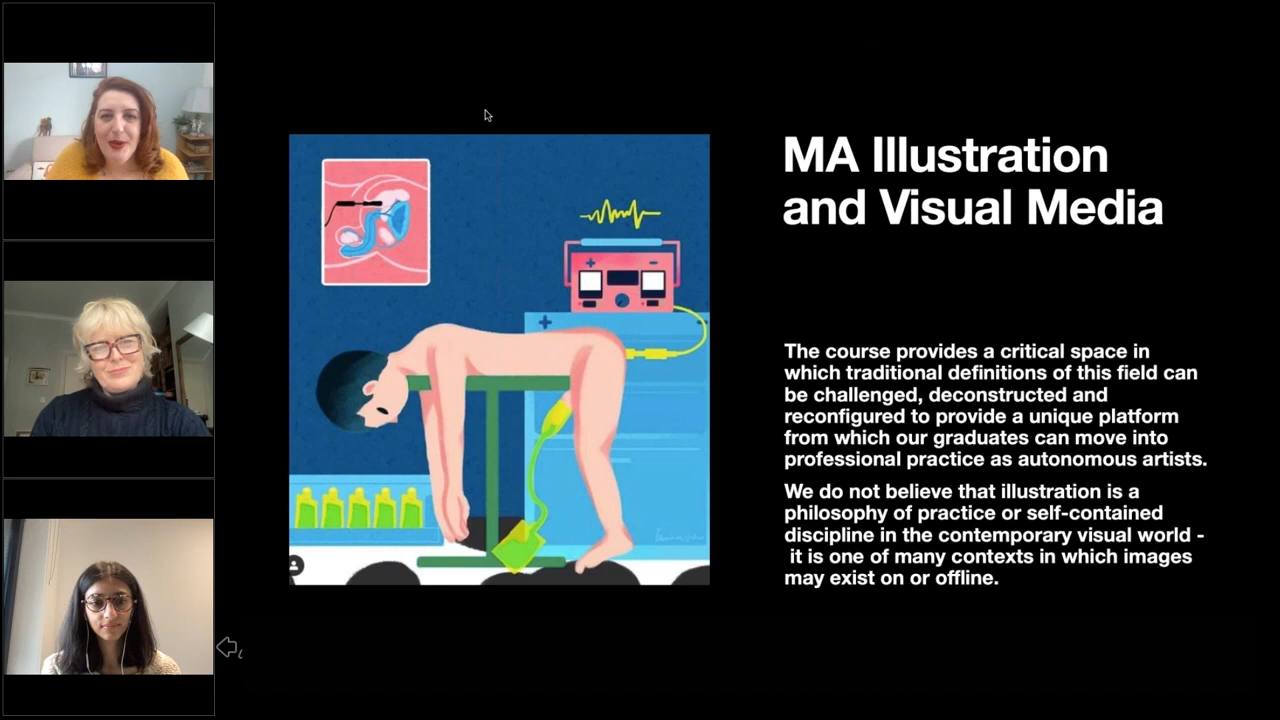 MA Illustration
and Visual Media
The course provides a critical space in
which traditional definitions of this field can
be challenged, deconstructed and
reconfigured to provide a unique platform
from which our graduates can move into
professional practice as autonomous artists.
We do not believe that illustration is a
philosophy of practice or self-contained
discipline in the contemporary visual world -
it is one of many contexts in which images
may exist on or offline.